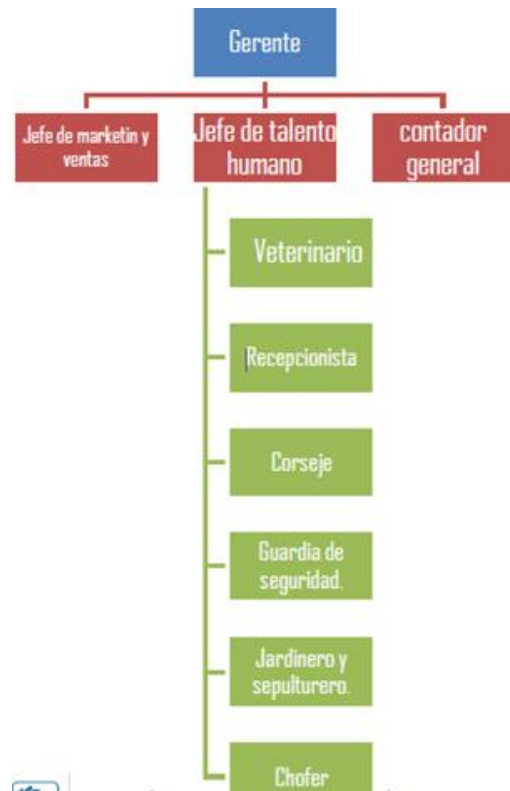 Gerente
Jefe de marketin y
ventas
Jefe de talento
humano
contador
general
Veterinario
Recepcionista
Corseje
Guardia de
seguridad.
Jardinero y
sepulturero.
Chofer